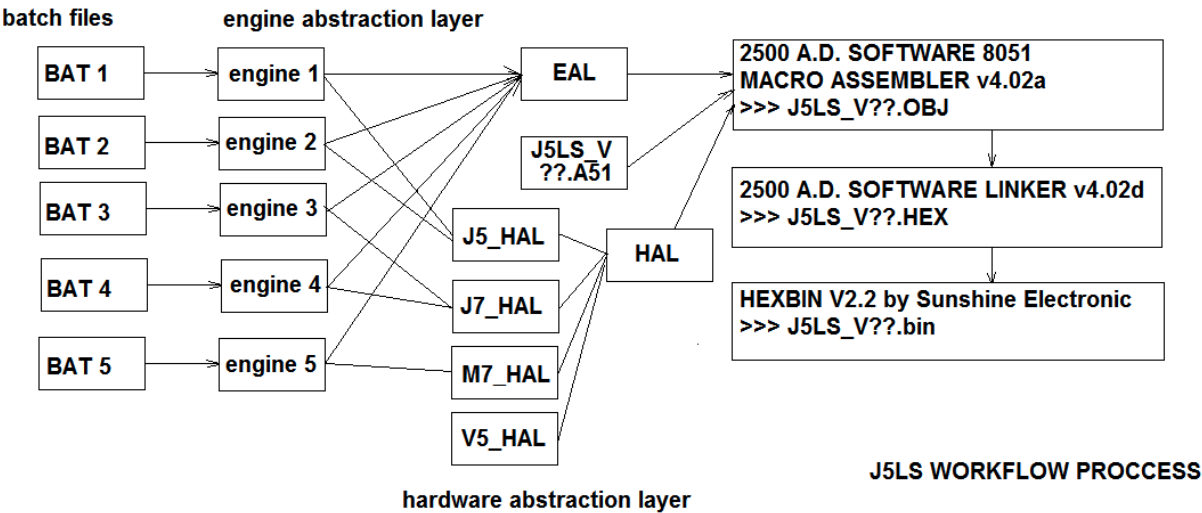 batch files
engine abstraction layer
BAT 1
engine 1
EAL
2500 A.D. SOFTWARE 8051
MACRO ASSEMBLER v4.02a
>>> J5LS_V??.OBJ
BAT 2
engine 2
J5LS_V
??.A51
BAT 3
engine 3
2500 A.D. SOFTWARE LINKER v4.02d
>>> J5LS_V??.HEX
J5_HAL
HAL
BAT 4
engine 4
J7_HAL
HEXBIN V2.2 by Sunshine Electronic
>>> J5LS_V??.bin
BAT 5
engine 5
M7_HAL
V5_HAL
J5LS WORKFLOW PROCCESS
hardware abstraction layer